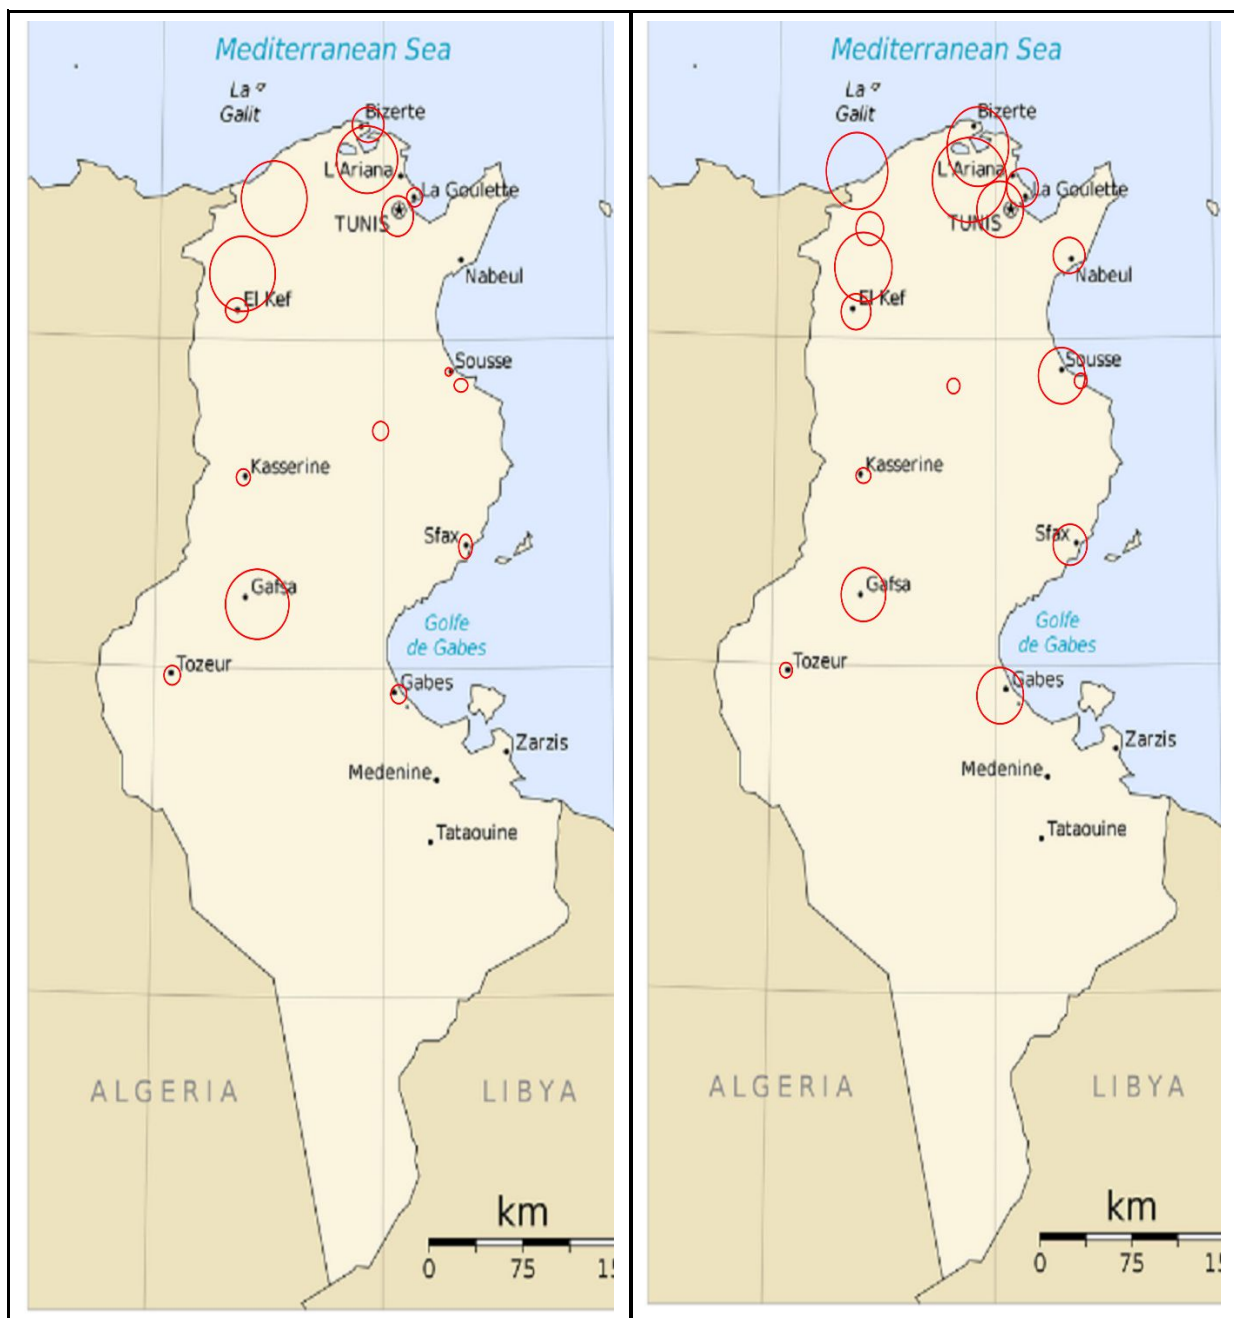 Mediterranean Sea
La
Galit
Bizerte
L'Ariana
La Goulette
TUNIS
Nabeul
El Kef
Sousse
Kasserine
Sfax
Gafsa
Golfe
de Gabes
Tozeur
Gabes
Zarzis
Medenine
Tataouine
ALGERIA
LIBYA
km
0 75
Mediterranean Sea
La
Galit
Bizerte
L'Ariana
La Goulette
TUNIS
Nabeul
El Kef
Sousse
Kasserine
Sfax
Gafsa
Golfe
de Gabes
Tozeur
Gabes
Zarzis
Medenine
Tataouine
ALGERIA
LIBYA
km
0 75